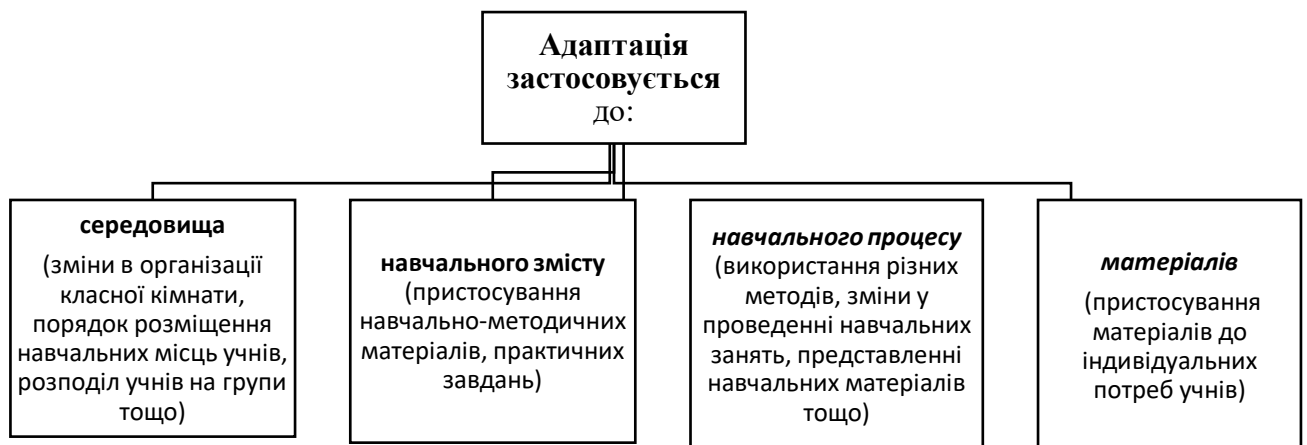 Адаптація
застосовується
до:
середовища
(зміни в організації
класної кімнати,
порядок розміщення
навчальних місць учнів,
розподіл учнів на групи
тощо)
навчального змісту
(пристосування
навчально-методичних
матеріалів, практичних
завдань)
навчального процесу
(використання різних
методів, зміни у
проведенні навчальних
занять, представленні
навчальних матеріалів
тощо)
матеріалів
(пристосування
матеріалів до
індивідуальних
потреб учнів)